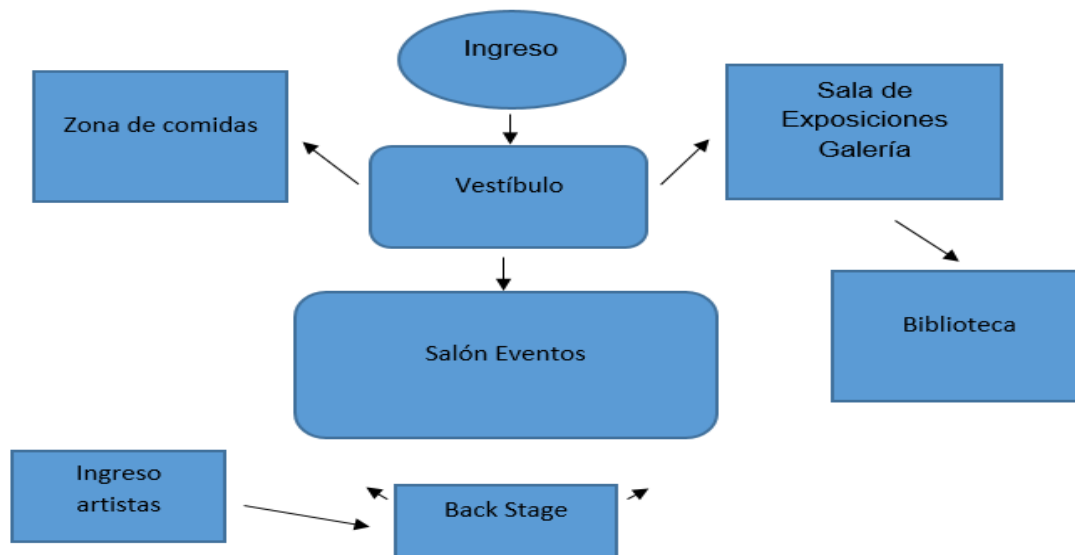 Ingreso
Zona de comidas
Sala de
Exposiciones
Galería
Vestíbulo
Biblioteca
Salón Eventos
Ingreso
artistas
Back Stage